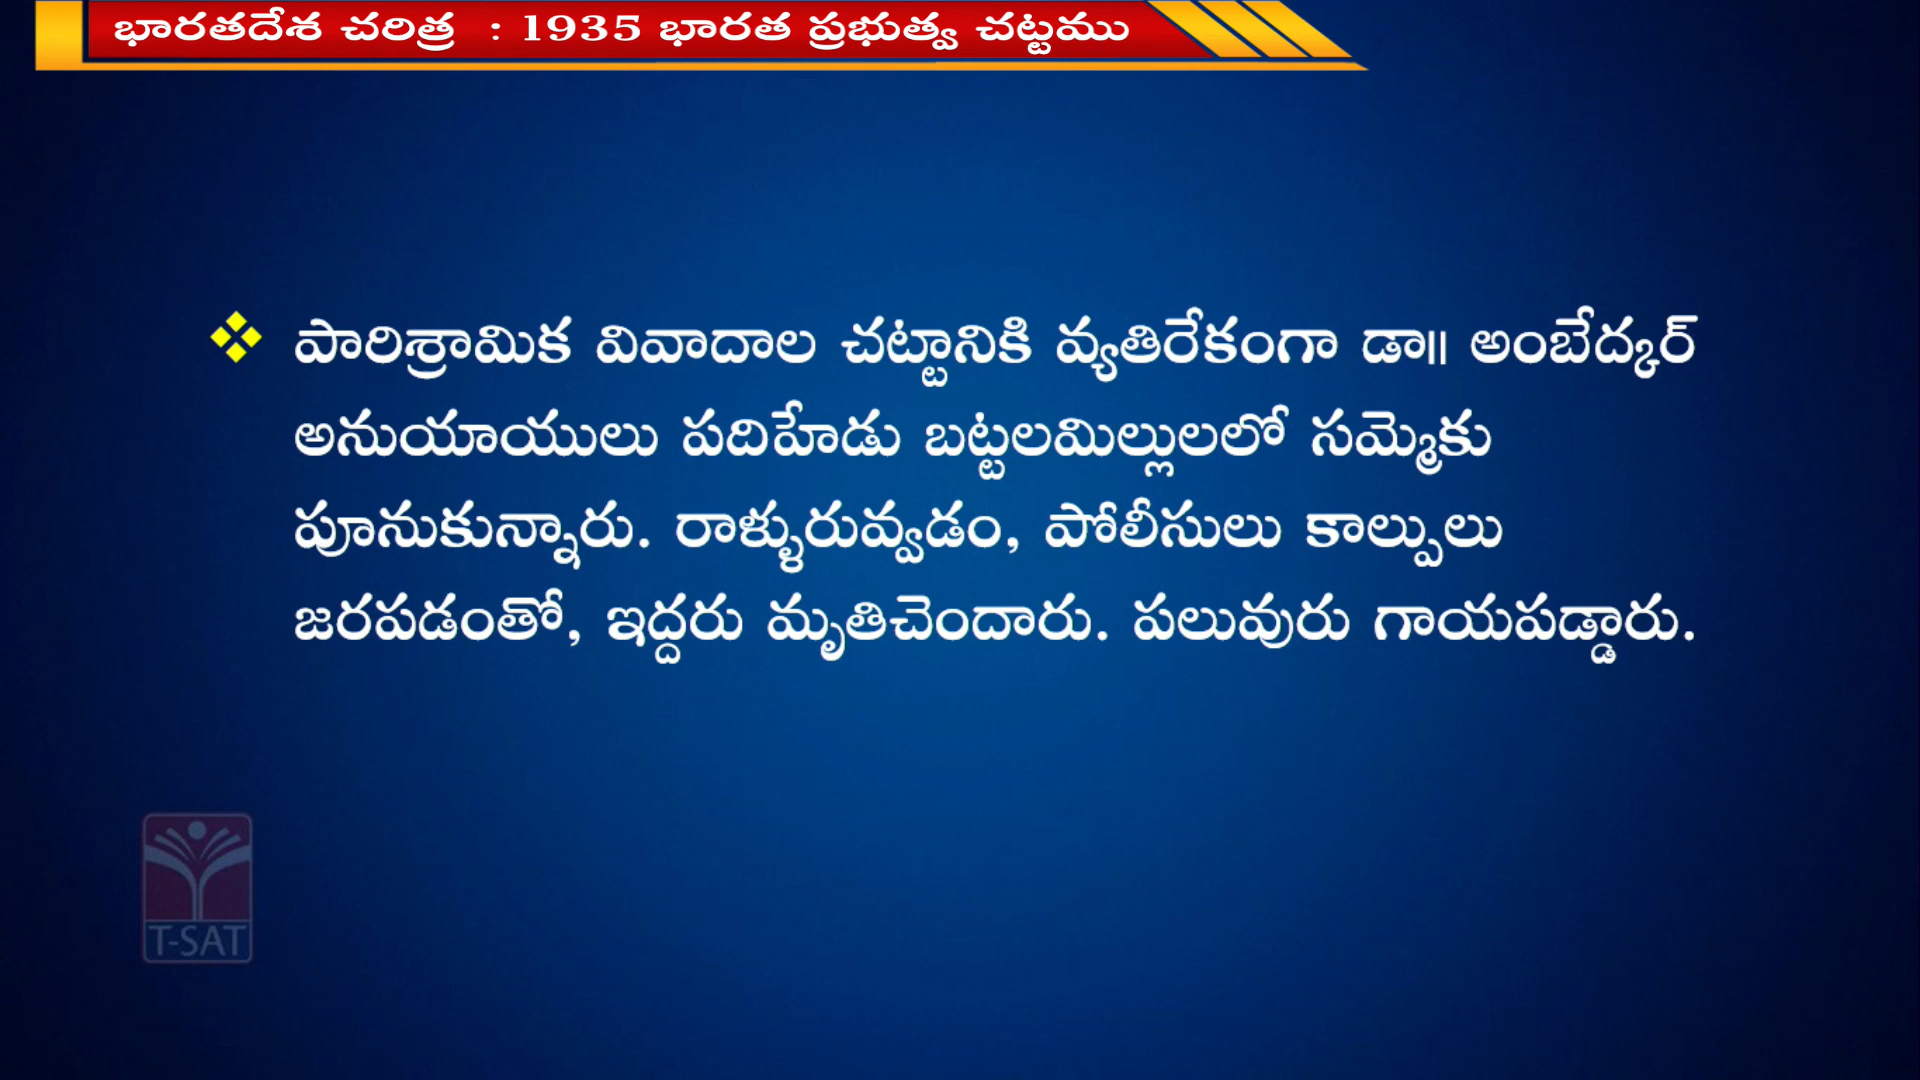 భారతదేశ చరిత్ర : 1935 భారత ప్రభుత్వ చట్టము
❖ పారిశ్రామిక వివాదాల చట్టానికి వ్యతిరేకంగా డా॥ అంబేద్కర్
అనుయాయులు పదిహేడు బట్టలమిల్లులలో సమ్మెకు
పూనుకున్నారు. రాళ్ళురువ్వడం, పోలీసులు కాల్పులు
జరపడంతో, ఇద్దరు మృతిచెందారు. పలువురు గాయపడ్డారు.
T-SAT